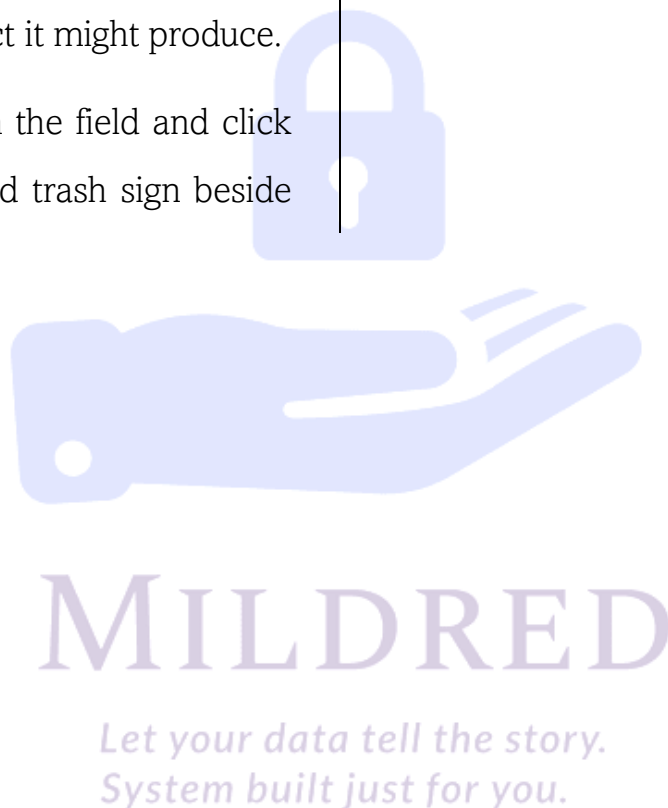 ct it might produce.
the field and click
d trash sign beside
MILDRED
Let your data tell the story.
System built just for you.